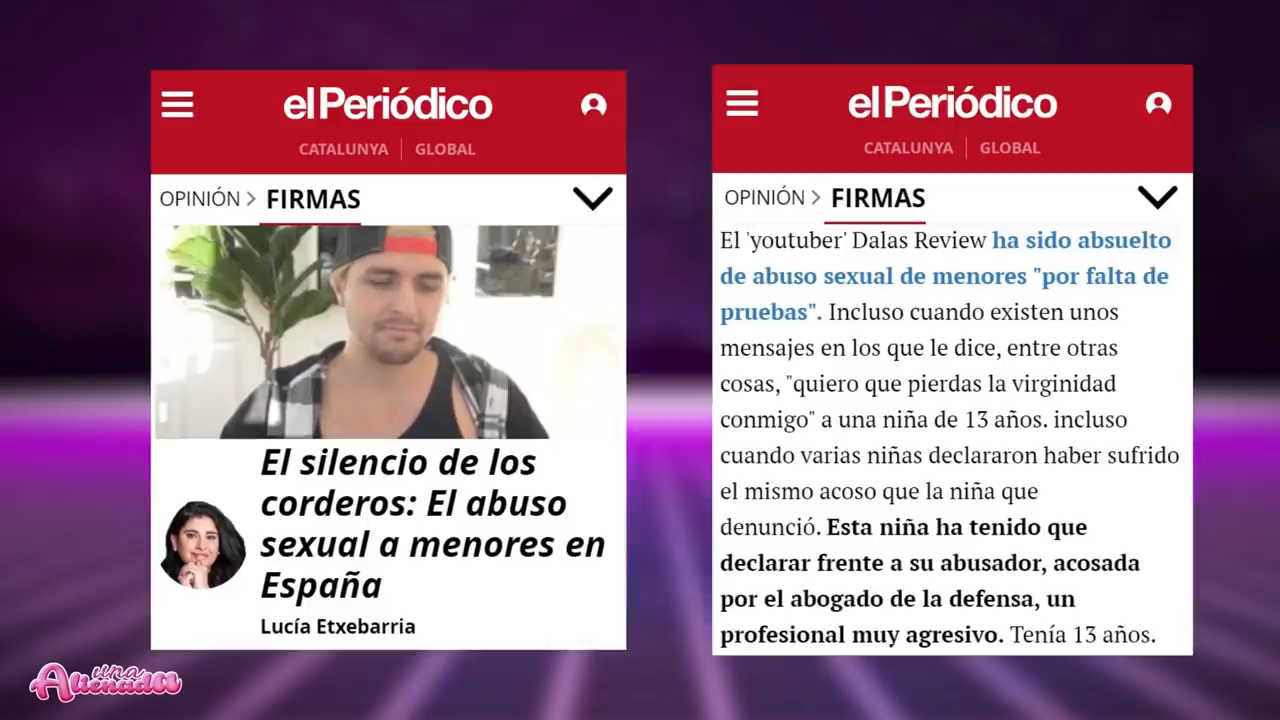 elPeriódico
CATALUNYA | GLOBAL
OPINIÓN > FIRMAS
El silencio de los
corderos: El abuso
sexual a menores en
España
Lucía Etxebarria
elPeriódico
CATALUNYA | GLOBAL
OPINIÓN > FIRMAS
El 'youtuber' Dalas Review ha sido absuelto
de abuso sexual de menores "por falta de
pruebas". Incluso cuando existen unos
mensajes en los que le dice, entre otras
cosas, "quiero que pierdas la virginidad
conmigo" a una niña de 13 años. incluso
cuando varias niñas declararon haber sufrido
el mismo acoso que la niña que
denunció. Esta niña ha tenido que
declarar frente a su abusador, acosada
por el abogado de la defensa, un
profesional muy agresivo. Tenía 13 años.
una
Alienada